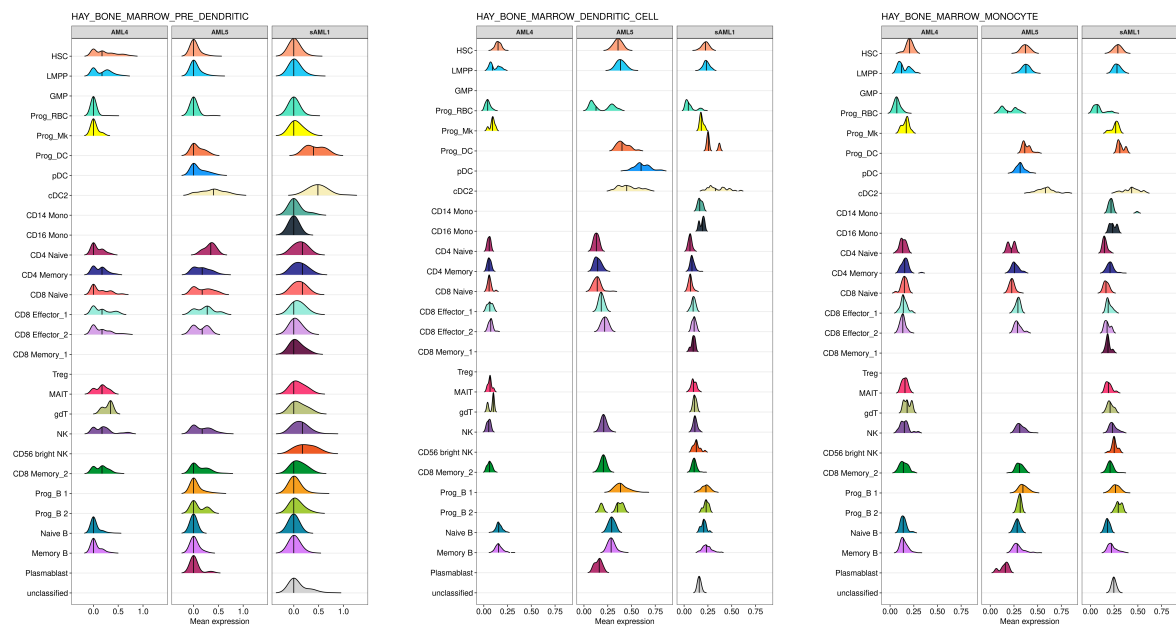 HAY_BONE_MARROW_PRE_DENDRITIC
AML4 AML5 sAML1
HSC
LMPP
GMP
Prog_RBC
Prog_Mk
Prog_DC
pDC
cDC2
CD14 Mono
CD16 Mono
CD4 Naive
CD4 Memory
CD8 Naive
CD8 Effector_1
CD8 Effector_2
CD8 Memory_1
Treg
MAIT
gdT
NK
CD56 bright NK
CD8 Memory_2
Prog_B 1
Prog_B 2
Naive B
Memory B
Plasmablast
unclassified
0.0 0.5 1.0 0.0 0.5 1.0 0.0 0.5 1.0
Mean expression
HAY_BONE_MARROW_DENDRITIC_CELL
AML4 AML5 sAML1
HSC
LMPP
GMP
Prog_RBC
Prog_Mk
Prog_DC
pDC
cDC2
CD14 Mono
CD16 Mono
CD4 Naive
CD4 Memory
CD8 Naive
CD8 Effector_1
CD8 Effector_2
CD8 Memory_1
Treg
MAIT
gdT
NK
CD56 bright NK
CD8 Memory_2
Prog_B 1
Prog_B 2
Naive B
Memory B
Plasmablast
unclassified
0.00 0.25 0.50 0.75 0.00 0.25 0.50 0.75 0.00 0.25 0.50 0.75
Mean expression
HAY_BONE_MARROW_MONOCYTE
AML4 AML5 sAML1
HSC
LMPP
GMP
Prog_RBC
Prog_Mk
Prog_DC
pDC
cDC2
CD14 Mono
CD16 Mono
CD4 Naive
CD4 Memory
CD8 Naive
CD8 Effector_1
CD8 Effector_2
CD8 Memory_1
Treg
MAIT
gdT
NK
CD56 bright NK
CD8 Memory_2
Prog_B 1
Prog_B 2
Naive B
Memory B
Plasmablast
unclassified
0.00 0.25 0.50 0.75 0.00 0.25 0.50 0.75 0.00 0.25 0.50 0.75
Mean expression